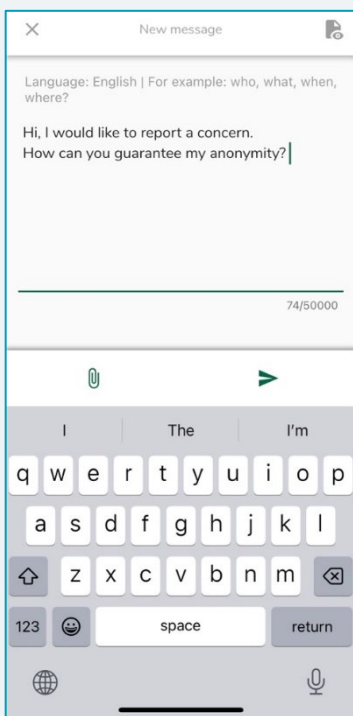 New message
Language: English | For example: who, what, when,
where?
Hi, I would like to report a concern.
How can you guarantee my anonymity?
74/50000
I The I'm
q w e r t y u i o p
a s d f g h j k l
z x c v b n m
123 space return